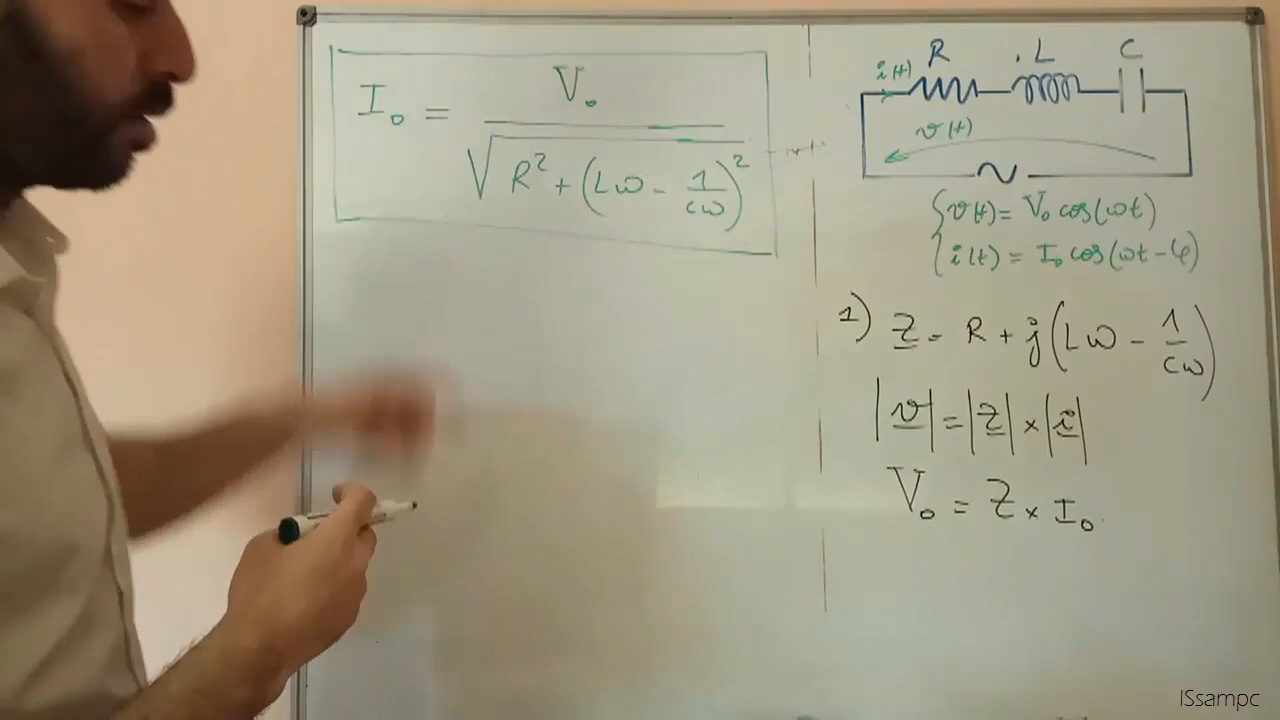 I₀ = V₀ / √(R² + (Lω - 1/cω)²)
R L C
i(t)
v(t)
v(t) = V₀ cos(ωt)
i(t) = I₀ cos(ωt - φ)
1) Z = R + j(Lω - 1/cω)
|v| = |Z| × |i|
V₀ = Z × I₀
ISsampc